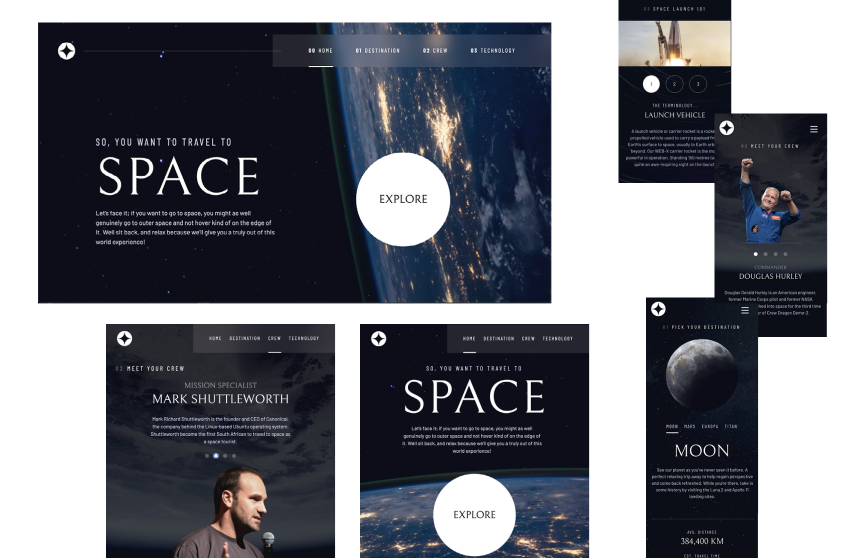 00 HOME
01 DESTINATION
02 CREW
03 TECHNOLOGY
SO, YOU WANT TO TRAVEL TO
SPACE
Let's face it; if you want to go to space, you might as well
genuinely go to outer space and not hover kind of on the edge of
it. Well sit back, and relax because we'll give you a truly out of this
world experience!
EXPLORE
03 SPACE LAUNCH 101
1
2
3
THE TERMINOLOGY...
LAUNCH VEHICLE
A launch vehicle or carrier rocket is a rocke
propelled vehicle used to carry a payload fr
Earth's surface to space, usually to Earth orb
beyond. Our WEB-X carrier rocket is the mo
powerful in operation. Standing 150 metres ta
quite an awe-inspiring sight on the launch
02 MEET YOUR CREW
COMMANDER
DOUGLAS HURLEY
Douglas Gerald Hurley is an American engineer,
former Marine Corps pilot and former NASA
hed into space for the third time
er of Crew Dragon Demo-2.
HOME
DESTINATION
CREW
TECHNOLOGY
02 MEET YOUR CREW
MISSION SPECIALIST
MARK SHUTTLEWORTH
Mark Richard Shuttleworth is the founder and CEO of Canonical,
the company behind the Linux-based Ubuntu operating system.
Shuttleworth became the first South African to travel to space as
a space tourist.
HOME
DESTINATION
CREW
TECHNOLOGY
SO, YOU WANT TO TRAVEL TO
SPACE
Let's face it; if you want to go to space, you might as well
genuinely go to outer space and not hover kind of on the edge of
it. Well sit back, and relax because we'll give you a truly out of this
world experience!
EXPLORE
01 PICK YOUR DESTINATION
MOON
MARS
EUROPA
TITAN
MOON
See our planet as you've never seen it before. A
perfect relaxing trip away to help regain perspective
and come back refreshed. While you're there, take in
some history by visiting the Luna 2 and Apollo 11
landing sites.
AVG. DISTANCE
384,400 KM
EST. TRAVEL TIME